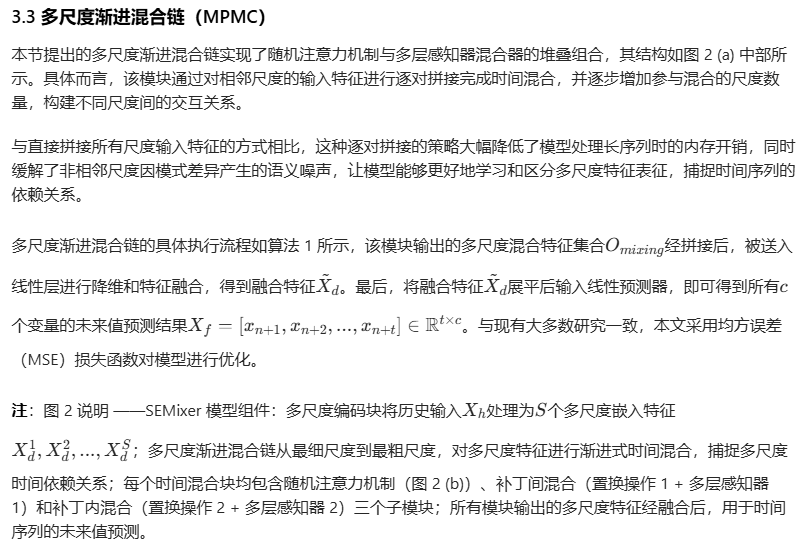 3.3 多尺度渐进混合链（MPMC）
本节提出的多尺度渐进混合链实现了随机注意力机制与多层感知器混合器的堆叠组合，其结构如图 2 (a) 中部所
示。具体而言，该模块通过对相邻尺度的输入特征进行逐对拼接完成时间混合，并逐步增加参与混合的尺度数
量，构建不同尺度间的交互关系。
与直接拼接所有尺度输入特征的方式相比，这种逐对拼接的策略大幅降低了模型处理长序列时的内存开销，同时
缓解了非相邻尺度因模式差异产生的语义噪声，让模型能够更好地学习和区分多尺度特征表征，捕捉时间序列的
依赖关系。
多尺度渐进混合链的具体执行流程如算法 1 所示，该模块输出的多尺度混合特征集合$O_{mixing}$经拼接后，被送入
线性层进行降维和特征融合，得到融合特征$\tilde{X}_d$。最后，将融合特征$\tilde{X}_d$展平后输入线性预测器，即可得到所有$c$
个变量的未来值预测结果$X_f = [x_{n+1}, x_{n+2}, ..., x_{n+t}] \in \mathbb{R}^{t \times c}$。与现有大多数研究一致，本文采用均方误差
（MSE）损失函数对模型进行优化。
注：图 2 说明 ——SEMixer 模型组件：多尺度编码块将历史输入$X_h$处理为$S$个多尺度嵌入特征
$X_d^1, X_d^2, ..., X_d^S$；多尺度渐进混合链从最细尺度到最粗尺度，对多尺度特征进行渐进式时间混合，捕捉多尺度
时间依赖关系；每个时间混合块均包含随机注意力机制（图 2 (b)）、补丁间混合（置换操作 1 + 多层感知器
1）和补丁内混合（置换操作 2 + 多层感知器 2）三个子模块；所有模块输出的多尺度特征经融合后，用于时间
序列的未来值预测。